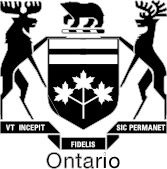 VT INCEPIT SIC PERMANET
FIDELIS
Ontario